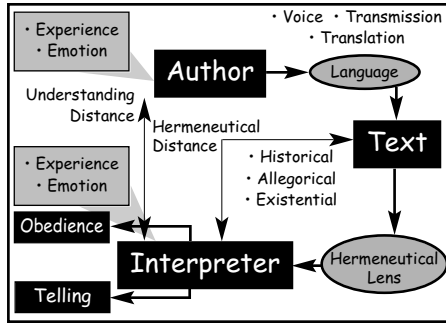 · Experience
· Emotion
· Voice · Transmission
· Translation
Author
Language
Understanding
Distance
Hermeneutical
Distance
Text
· Historical
· Allegorical
· Existential
· Experience
· Emotion
Obedience
Interpreter
Hermeneutical
Lens
Telling